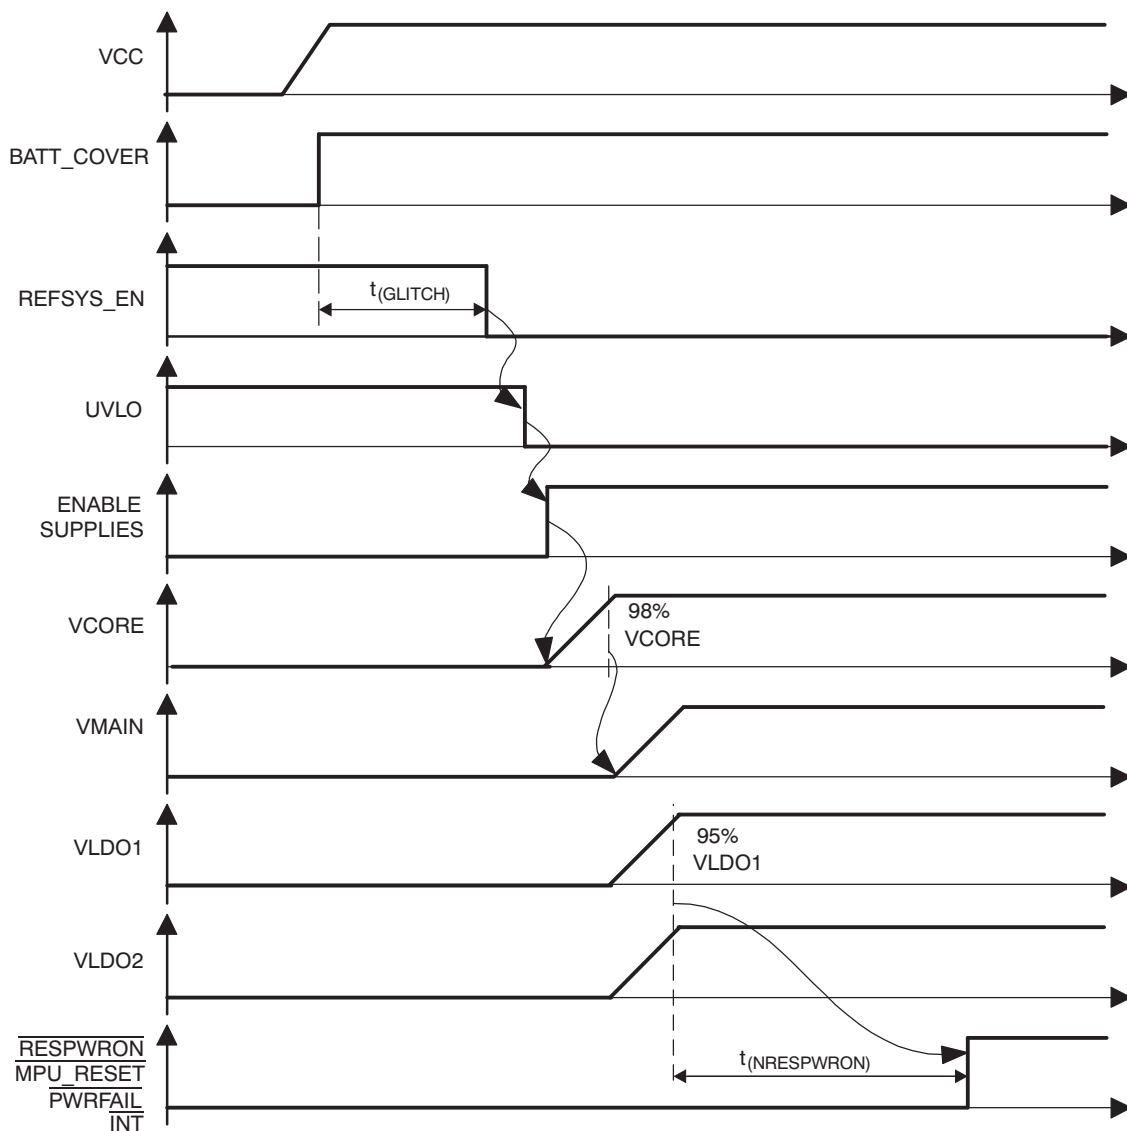 VCC
BATT_COVER
REFSYS_EN
t(GLITCH)
UVLO
ENABLE
SUPPLIES
VCORE
98%
VCORE
VMAIN
VLDO1
95%
VLDO1
VLDO2
RESPWRON
MPU_RESET
PWRFAIL
INT
t(NRESPWRON)